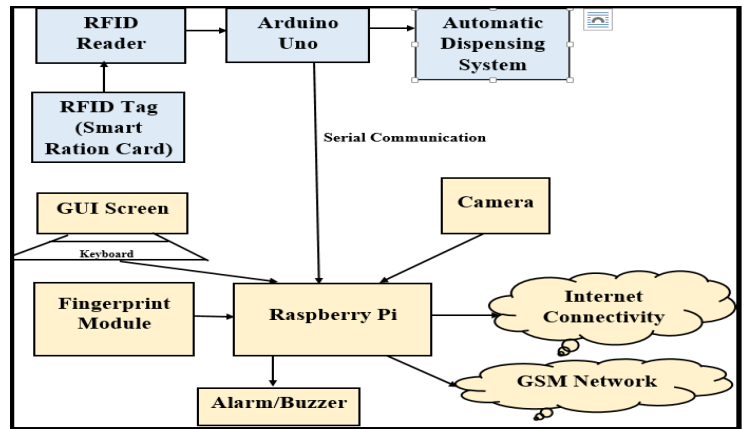 RFID
Reader
Arduino
Uno
Automatic
Dispensing
System
RFID Tag
(Smart
Ration Card)
Serial Communication
GUI Screen
Keyboard
Camera
Fingerprint
Module
Raspberry Pi
Internet
Connectivity
GSM Network
Alarm/Buzzer